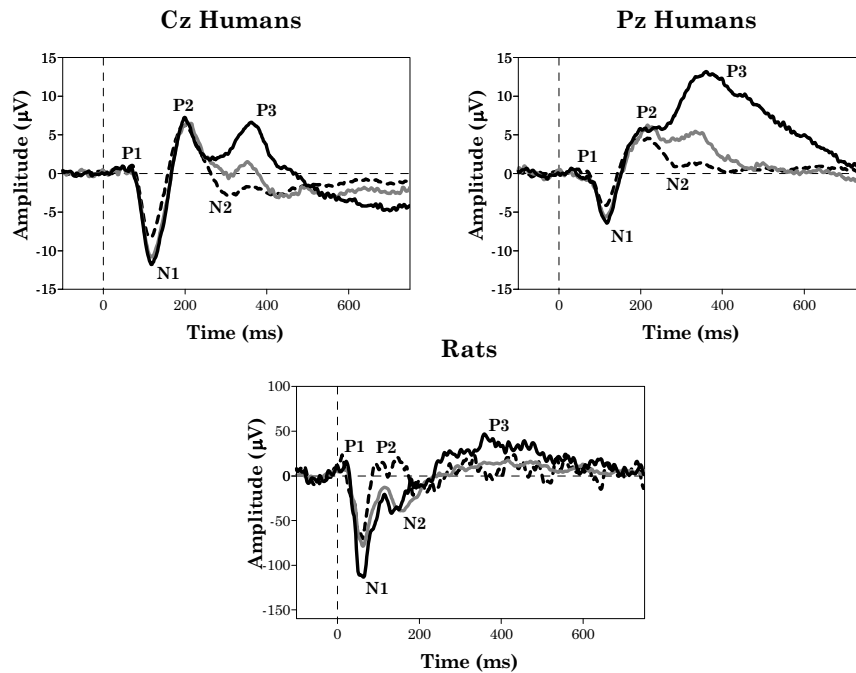 Cz Humans
15
10
5
0
-5
-10
-15
Amplitude (µV)
P1
P2
P3
N2
N1
0
200
400
600
Time (ms)
Pz Humans
15
10
5
0
-5
-10
-15
Amplitude (µV)
P3
P2
P1
N2
N1
0
200
400
600
Time (ms)
Rats
100
50
0
-50
-100
-150
Amplitude (µV)
P3
P1
P2
N2
N1
0
200
400
600
Time (ms)